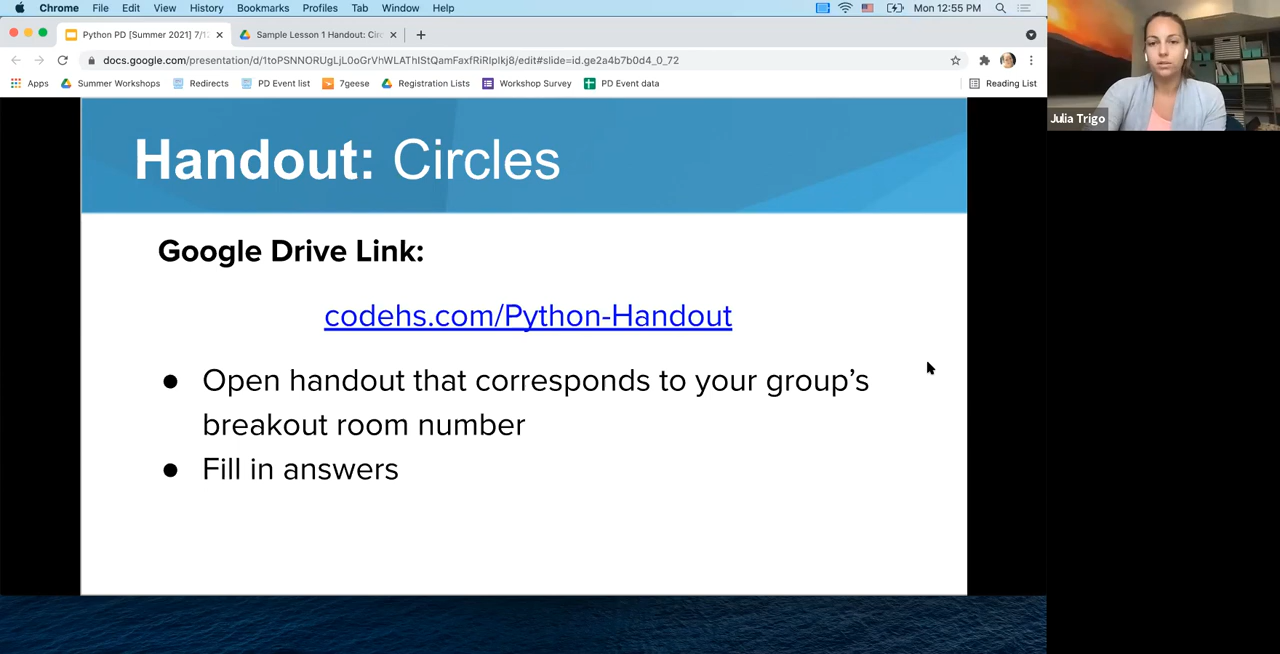 Chrome File Edit View History Bookmarks Profiles Tab Window Help Mon 12:55 PM
Python PD [Summer 2021] 7/1 Sample Lesson 1 Handout: Circ
docs.google.com/presentation/d/1toPSNNORUgLjL0oGrVhWLAThIStQamFaxfRiRlpIkj8/edit#slide=id.ge2a4b7b0d4_0_72
Apps Summer Workshops Redirects PD Event list 7geese Registration Lists Workshop Survey PD Event data Reading List
Julia Trigo
Handout: Circles
Google Drive Link:
codehs.com/Python-Handout
● Open handout that corresponds to your group’s
breakout room number
● Fill in answers